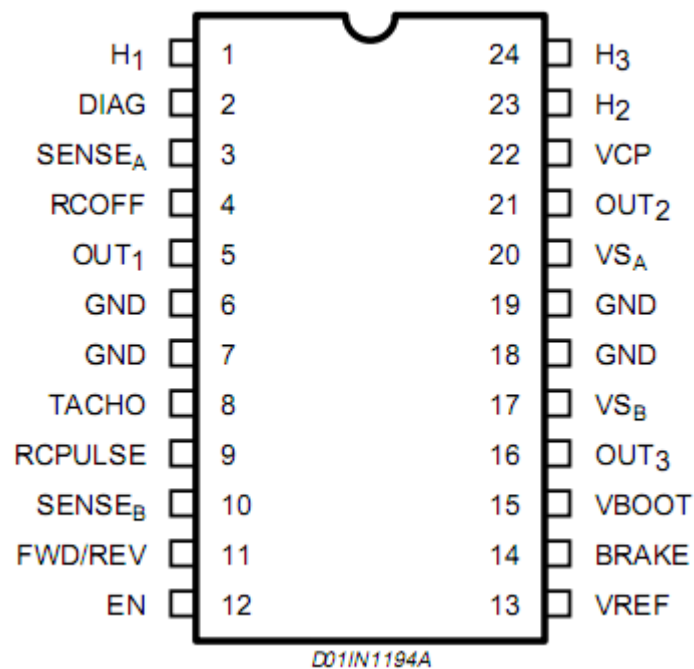 H1 1 24 H3
DIAG 2 23 H2
SENSEA 3 22 VCP
RCOFF 4 21 OUT2
OUT1 5 20 VSA
GND 6 19 GND
GND 7 18 GND
TACHO 8 17 VSB
RCPULSE 9 16 OUT3
SENSEB 10 15 VBOOT
FWD/REV 11 14 BRAKE
EN 12 13 VREF
D01IN1194A